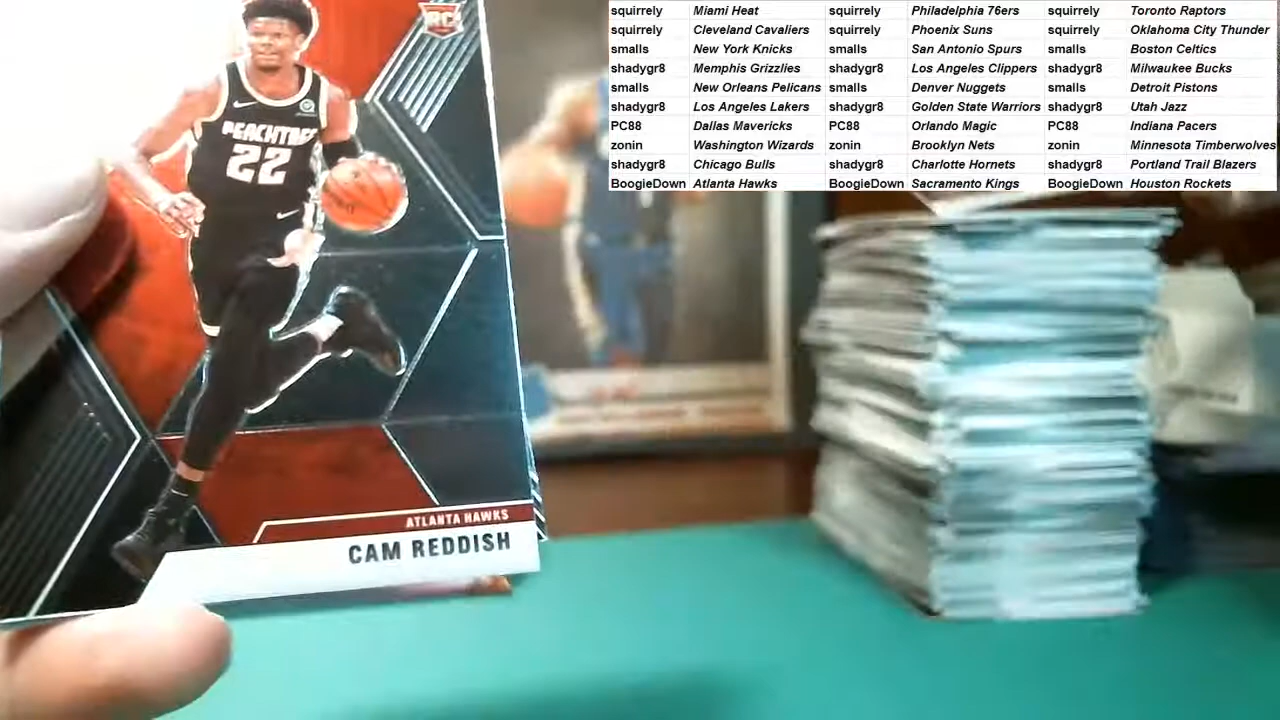 squirrely Miami Heat squirrely Philadelphia 76ers squirrely Toronto Raptors
squirrely Cleveland Cavaliers squirrely Phoenix Suns squirrely Oklahoma City Thunder
smalls New York Knicks smalls San Antonio Spurs smalls Boston Celtics
shadygr8 Memphis Grizzlies shadygr8 Los Angeles Clippers shadygr8 Milwaukee Bucks
smalls New Orleans Pelicans smalls Denver Nuggets smalls Detroit Pistons
shadygr8 Los Angeles Lakers shadygr8 Golden State Warriors shadygr8 Utah Jazz
PC88 Dallas Mavericks PC88 Orlando Magic PC88 Indiana Pacers
zonin Washington Wizards zonin Brooklyn Nets zonin Minnesota Timberwolves
shadygr8 Chicago Bulls shadygr8 Charlotte Hornets shadygr8 Portland Trail Blazers
BoogieDown Atlanta Hawks BoogieDown Sacramento Kings BoogieDown Houston Rockets
RC
PEACHTREE
22
ATLANTA HAWKS
CAM REDDISH